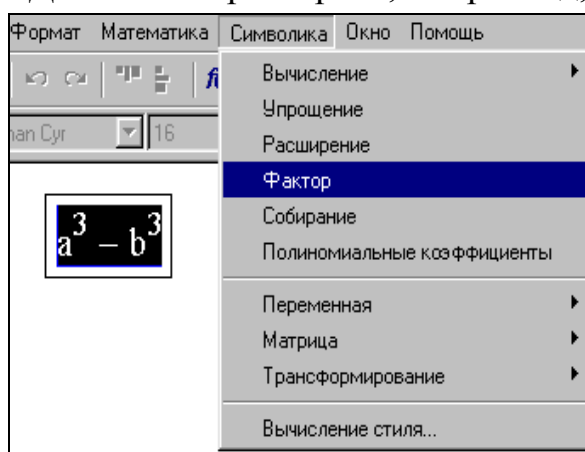 Формат Математика Символика Окно Помощь
16
Вычисление
Упрощение
Расширение
Фактор
Собирание
Полиномиальные коэффициенты
Переменная
Матрица
Трансформирование
Вычисление стиля...
a³ − b³